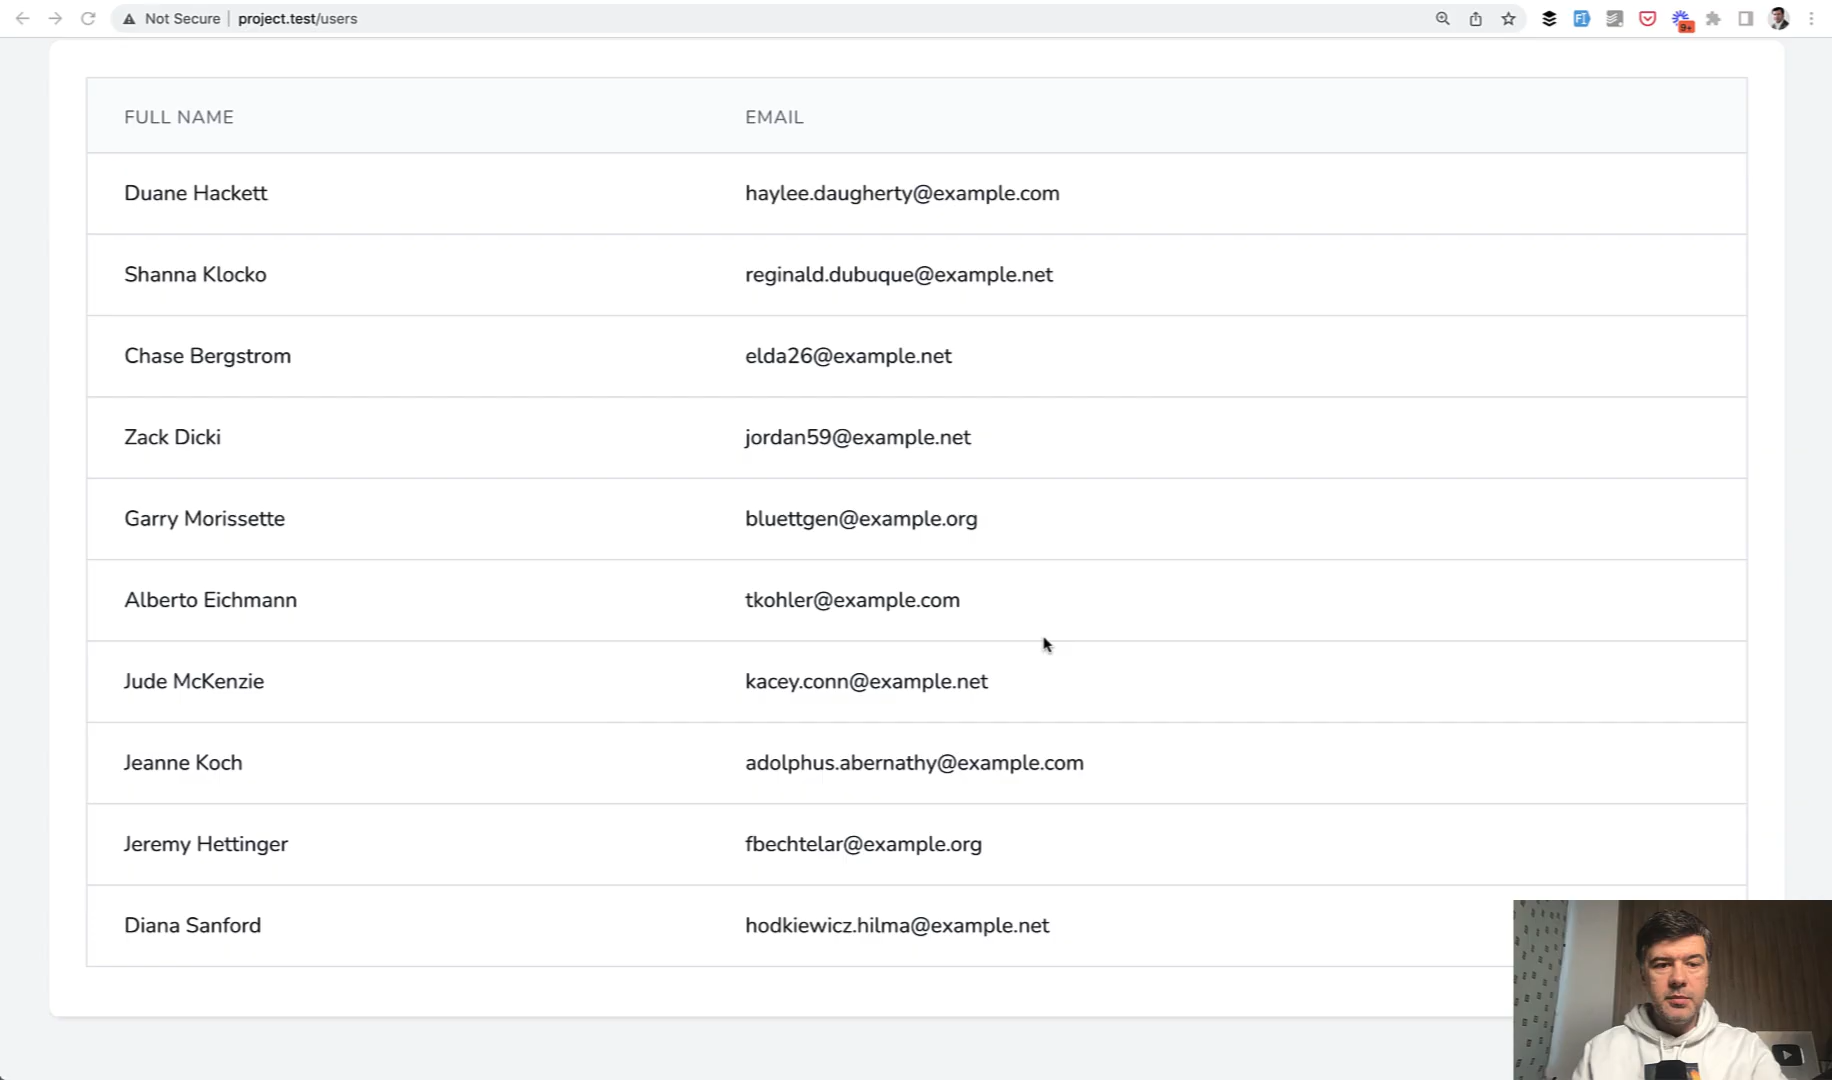 Not Secure | project.test/users
9+
FULL NAME EMAIL
Duane Hackett haylee.daugherty@example.com
Shanna Klocko reginald.dubuque@example.net
Chase Bergstrom elda26@example.net
Zack Dicki jordan59@example.net
Garry Morissette bluettgen@example.org
Alberto Eichmann tkohler@example.com
Jude McKenzie kacey.conn@example.net
Jeanne Koch adolphus.abernathy@example.com
Jeremy Hettinger fbechtelar@example.org
Diana Sanford hodkiewicz.hilma@example.net